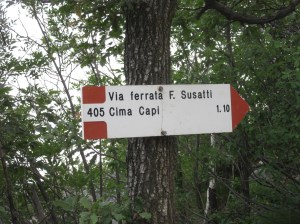 Via ferrata F. Susatti
405 Cima Capi 1.10